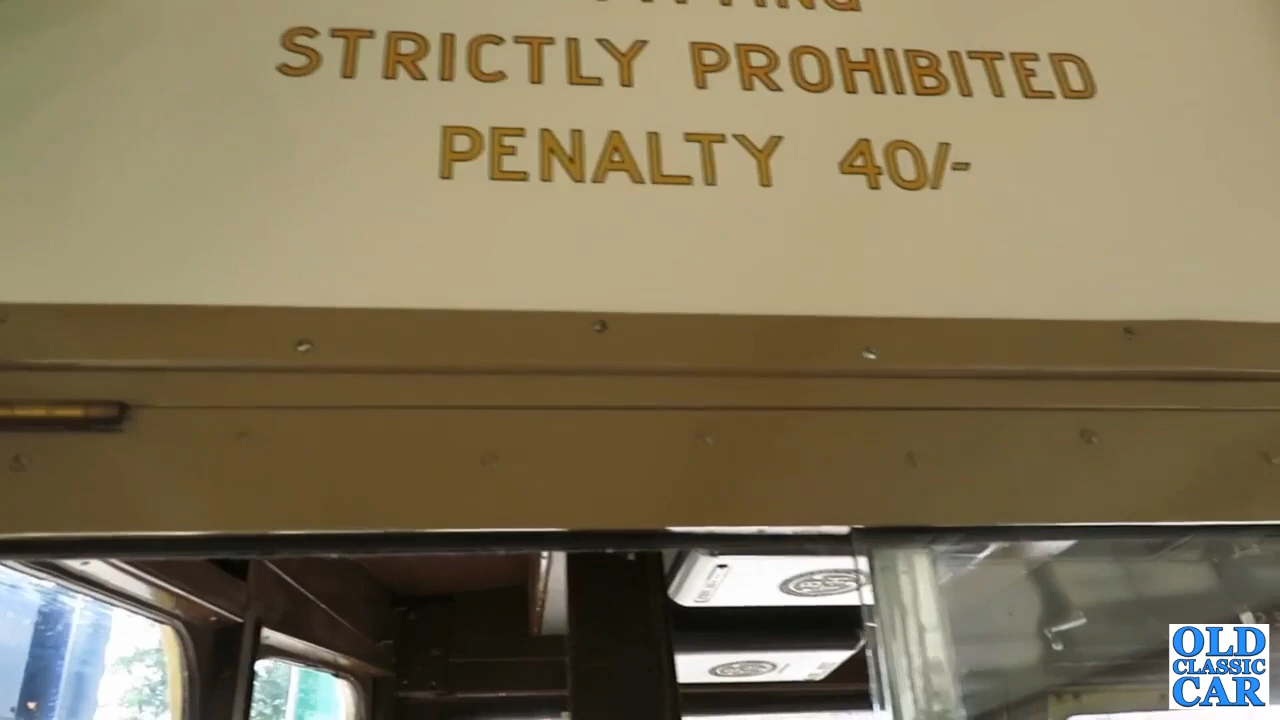 STRICTLY PROHIBITED
PENALTY 40/-
OLD
CLASSIC
CAR